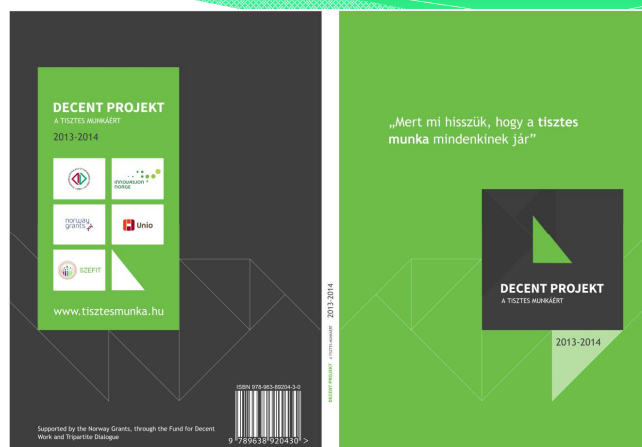 DECENT PROJEKT
A TISZTES MUNKÁÉRT
2013-2014
innovation
norge
norway
grants
Unio
SZEFIT
www.tisztesmunka.hu
Supported by the Norway Grants, through the Fund for Decent
Work and Tripartite Dialogue
ISBN 978-963-89204-3-0
9 789638 920430 >
DECENT PROJEKT A TISZTES MUNKÁÉRT 2013-2014
„Mert mi hisszük, hogy a tisztes
munka mindenkinek jár”
DECENT PROJEKT
A TISZTES MUNKÁÉRT
2013-2014